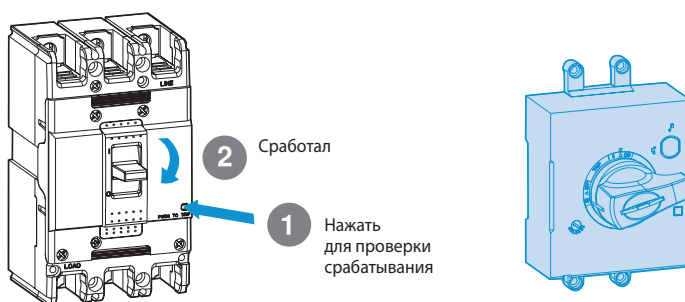 LINE
2
Сработал
I
O
PUSH TO TRIP
1
Нажать
для проверки
срабатывания
LOAD